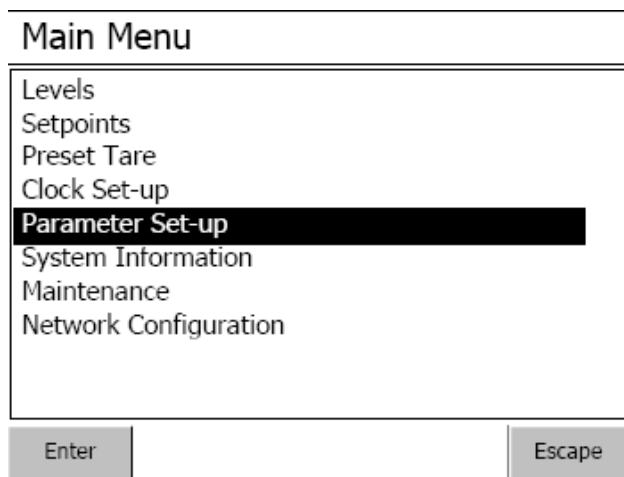 Main Menu
Levels
Setpoints
Preset Tare
Clock Set-up
Parameter Set-up
System Information
Maintenance
Network Configuration
Enter
Escape